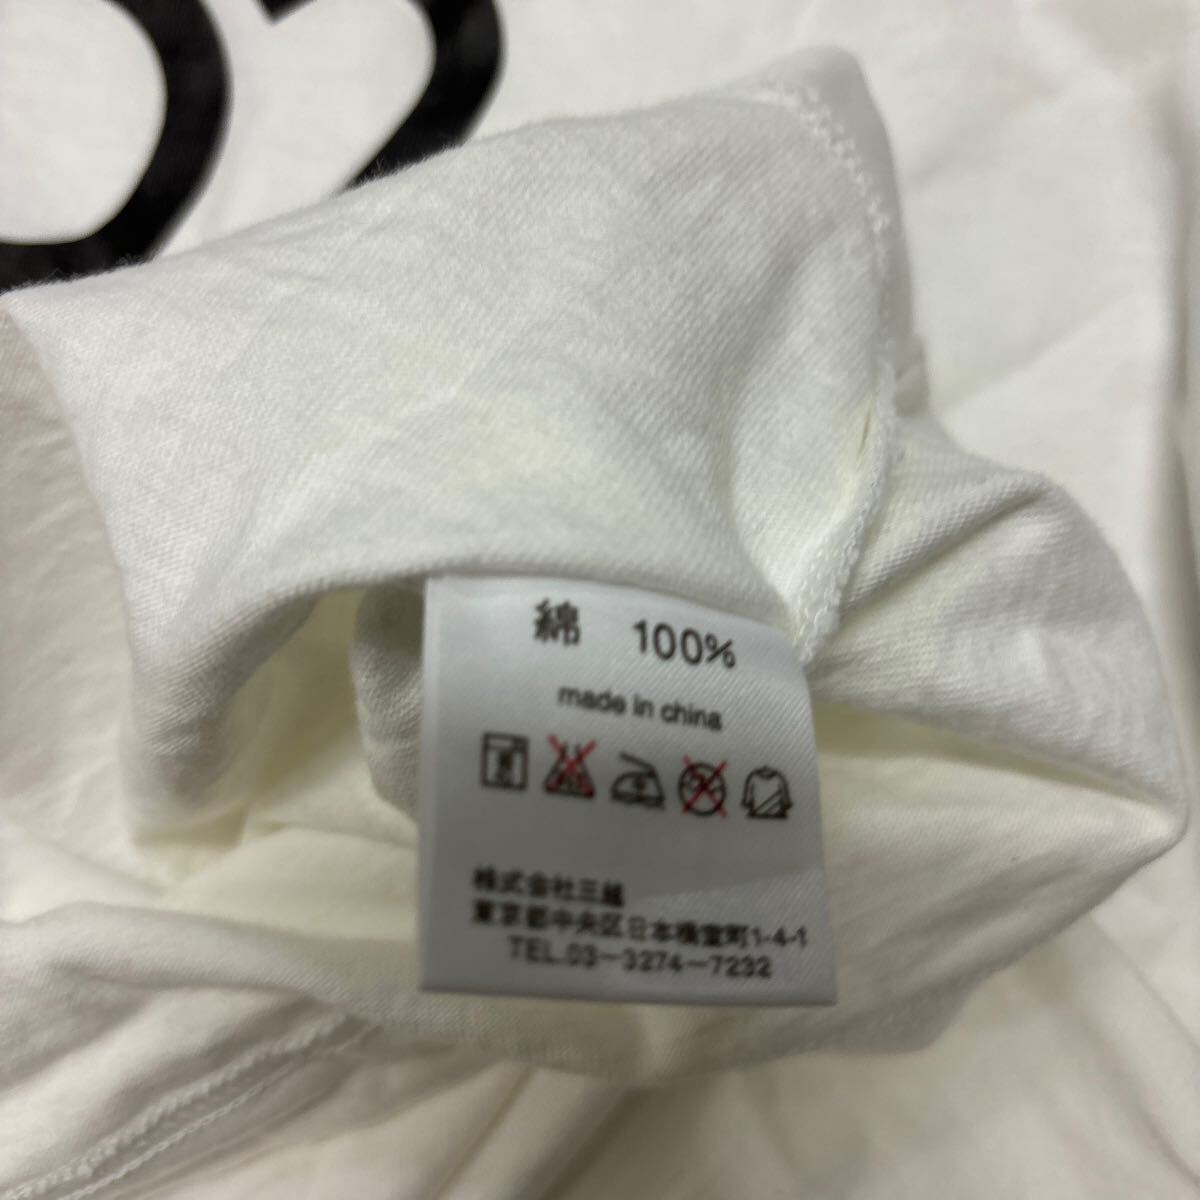 綿 100%
made in china
株式会社三越
東京都中央区日本橋室町1-4-1
TEL.03-3274-7232